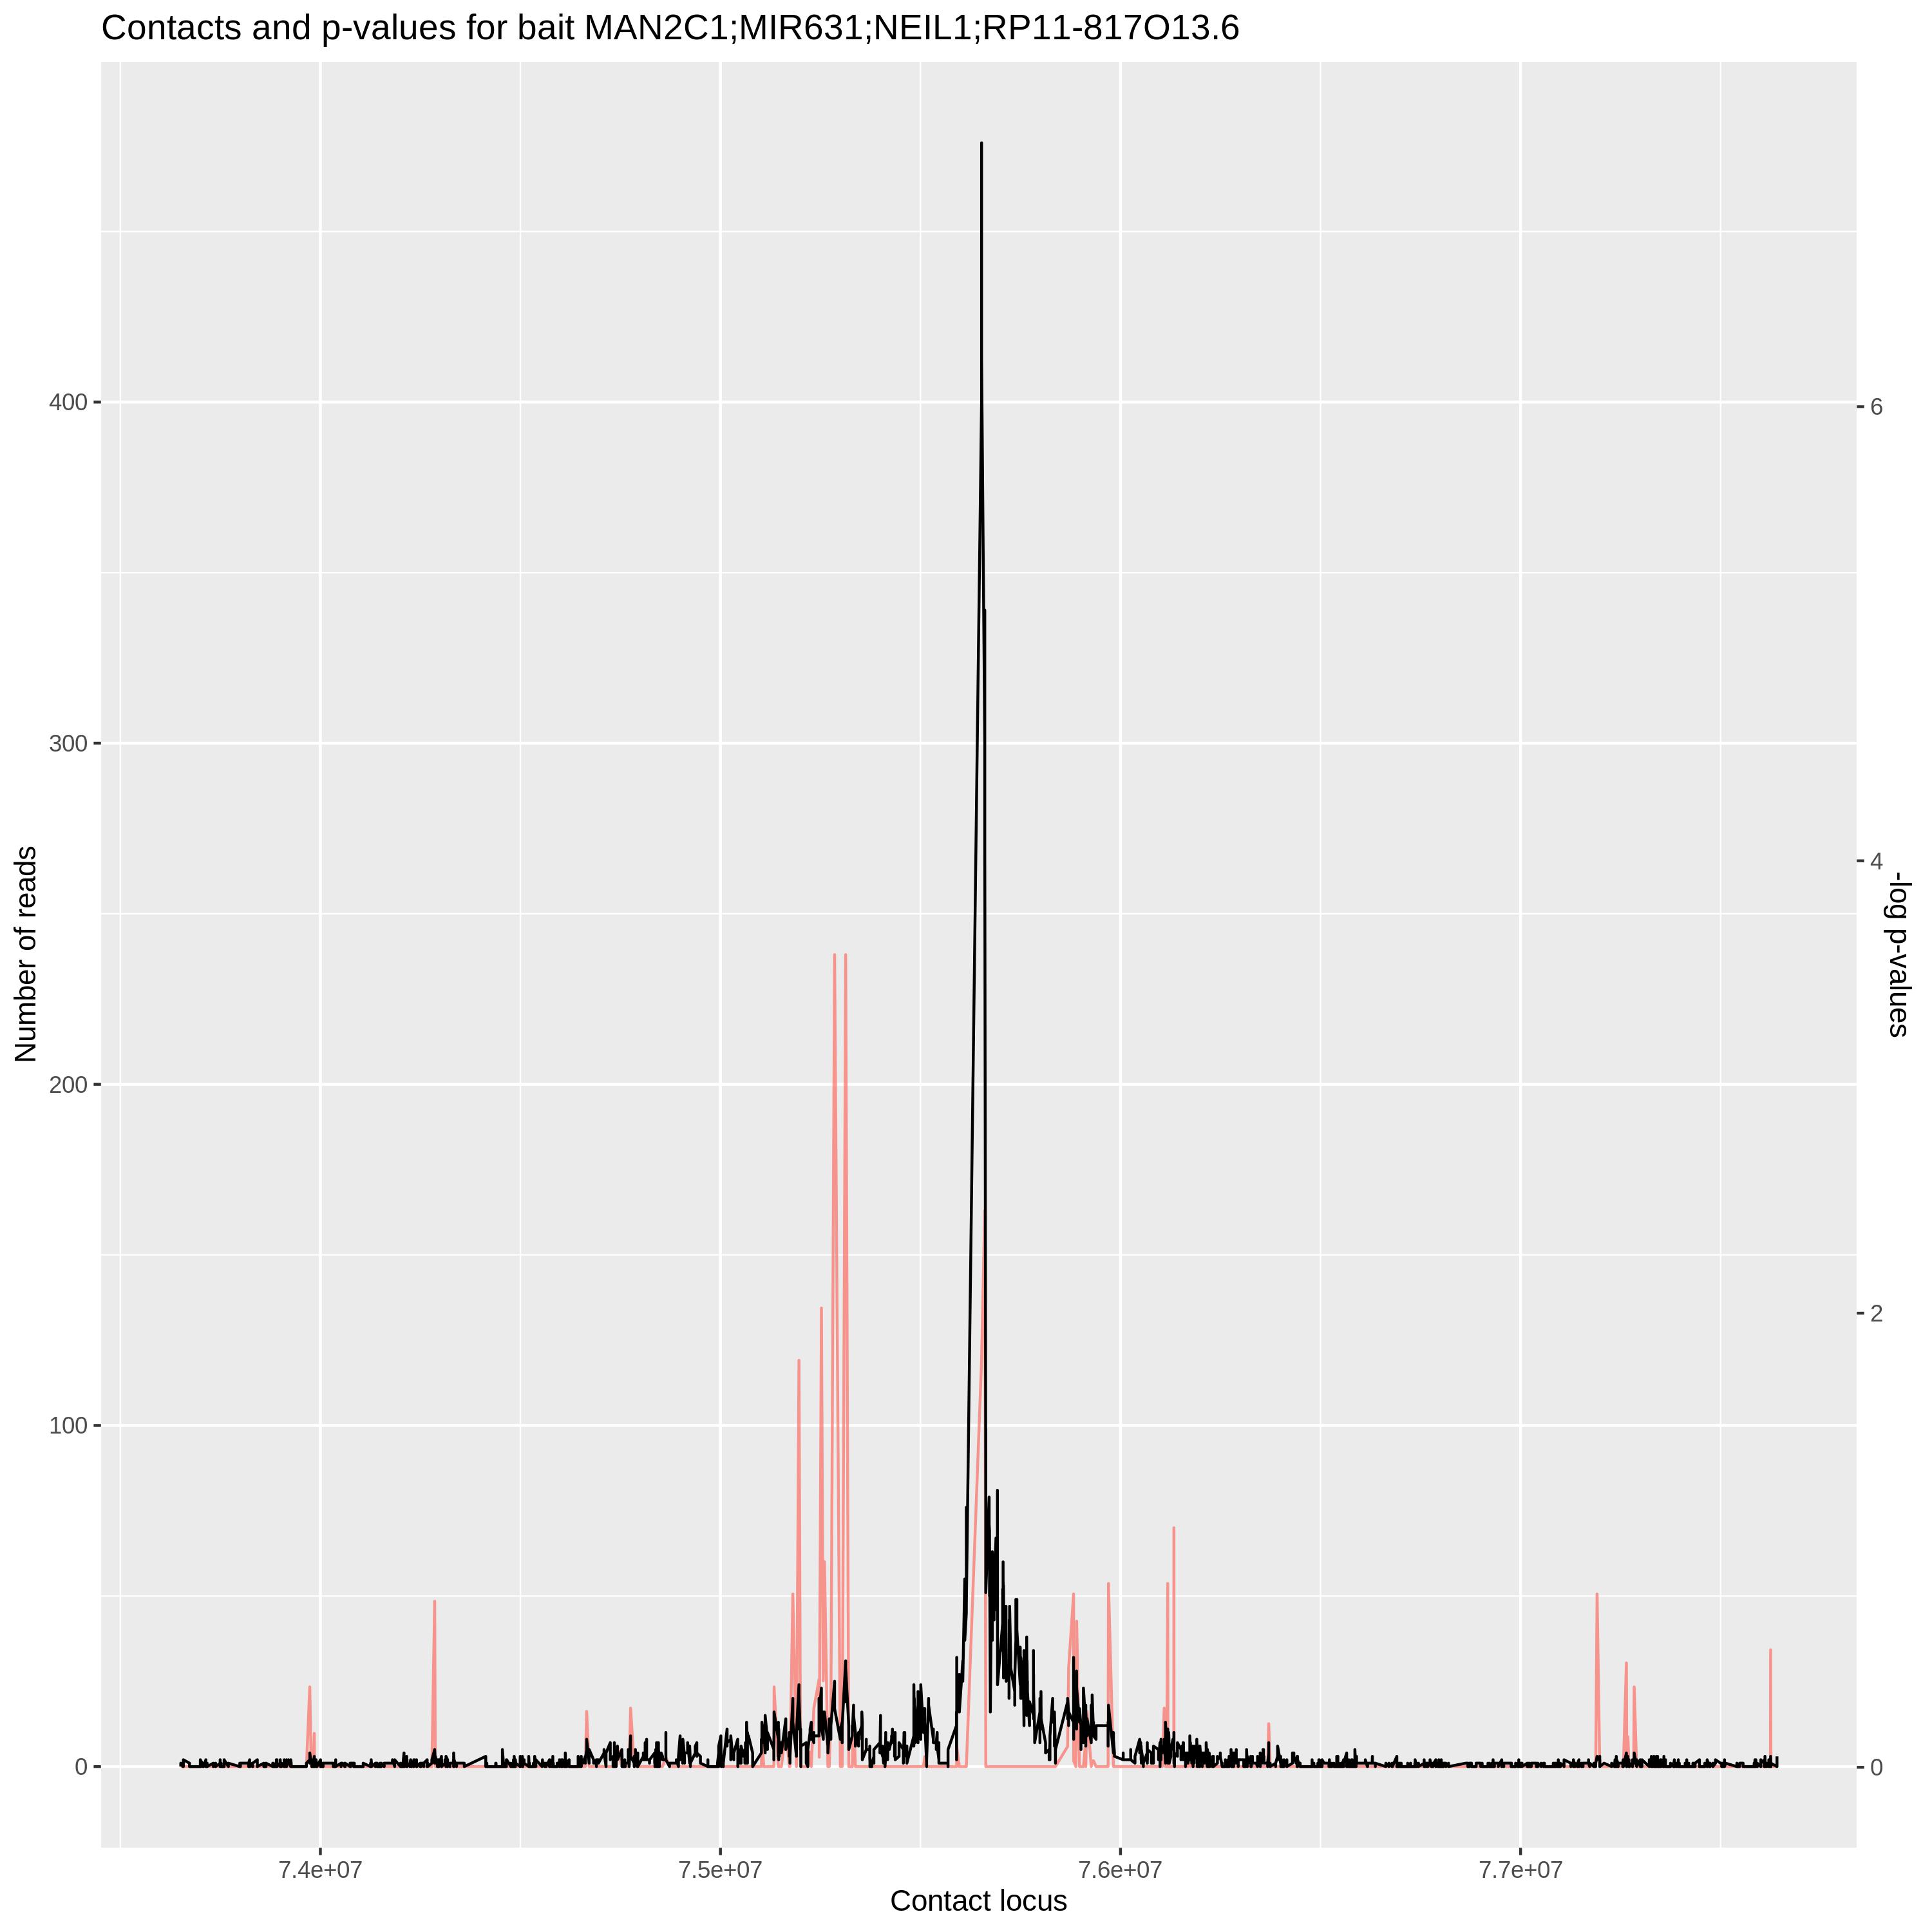 Contacts and p-values for bait MAN2C1;MIR631;NEIL1;RP11-817O13.6
400
300
200
100
0
Number of reads
6
4
2
0
-log p-values
7.4e+07
7.5e+07
7.6e+07
7.7e+07
Contact locus